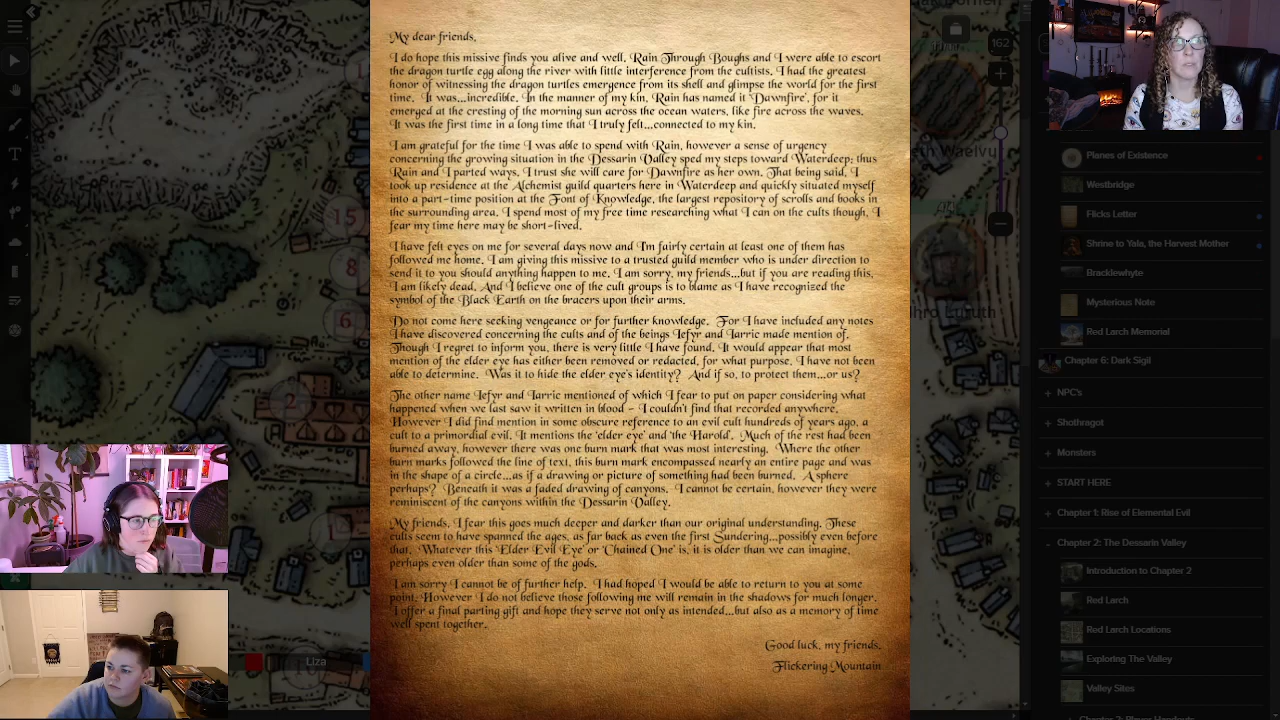 My dear friends,
I do hope this missive finds you alive and well. Rain Through Boughs and I were able to escort
the dragon turtle egg along the river with little interference from the cultists. I had the greatest
honor of witnessing the dragon turtles emergence from its shell and glimpse the world for the first
time. It was...incredible. In the manner of my kin, Rain has named it 'Dawnfire', for it
emerged at the cresting of the morning sun across the ocean waters, like fire across the waves.
It was the first time in a long time that I truly felt...connected to my kin.
I am grateful for the time I was able to spend with Rain, however a sense of urgency
concerning the growing situation in the Dessarin Valley sped my steps toward Waterdeep; thus
Rain and I parted ways. I trust she will care for Dawnfire as her own. That being said, I
took up residence at the Alchemist guild quarters here in Waterdeep and quickly situated myself
into a part-time position at the Font of Knowledge, the largest repository of scrolls and books in
the surrounding area. I spend most of my free time researching what I can on the cults though, I
fear my time here may be short-lived.
I have felt eyes on me for several days now and I'm fairly certain at least one of them has
followed me home. I am giving this missive to a trusted guild member who is under direction to
send it to you should anything happen to me. I am sorry, my friends...but if you are reading this,
I am likely dead. And I believe one of the cult groups is to blame as I have recognized the
symbol of the Black Earth on the bracers upon their arms.
Do not come here seeking vengeance or for further knowledge. For I have included any notes
I have discovered concerning the cults and of the beings Iefyr and Iarric made mention of.
Though I regret to inform you, there is very little I have found. It would appear that most
mention of the elder eye has either been removed or redacted, for what purpose, I have not been
able to determine. Was it to hide the elder eye's identity? And if so, to protect them...or us?
The other name Iefyr and Iarric mentioned of which I fear to put on paper considering what
happened when we last saw it written in blood - I couldn't find that recorded anywhere.
However I did find mention in some obscure reference to an evil cult hundreds of years ago, a
cult to a primordial evil. It mentions the 'elder eye' and 'the Harold'. Much of the rest had been
burned away, however there was one burn mark that was most interesting. Where the other
burn marks followed the line of text, this burn mark encompassed nearly an entire page and was
in the shape of a circle...as if a drawing or picture of something had been burned. A sphere
perhaps? Beneath it was a faded drawing of canyons. I cannot be certain, however they were
reminiscent of the canyons within the Dessarin Valley.
My friends, I fear this goes much deeper and darker than our original understanding. These
cults seem to have spanned the ages, as far back as even the first Sundering...possibly even before
that. Whatever this 'Elder Evil Eye' or 'Chained One' is, it is older than we can imagine,
perhaps even older than some of the gods.
I am sorry I cannot be of further help. I had hoped I would be able to return to you at some
point. However I do not believe those following me will remain in the shadows for much longer.
I offer a final parting gift and hope they serve not only as intended...but also as a memory of time
well spent together.
Good luck, my friends,
Flickering Mountain
15
8
6
2
Liza
162
Planes of Existence
Westbridge
Flicks Letter
Shrine to Yala, the Harvest Mother
Bracklewhyte
Mysterious Note
Red Larch Memorial
Chapter 6: Dark Sigil
NPC's
Shothragot
Monsters
START HERE
Chapter 1: Rise of Elemental Evil
Chapter 2: The Dessarin Valley
Introduction to Chapter 2
Red Larch
Red Larch Locations
Exploring The Valley
Valley Sites